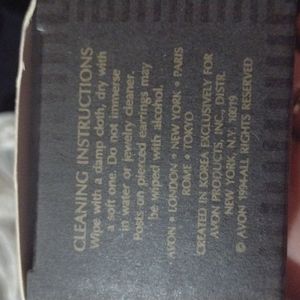 CLEANING INSTRUCTIONS
Wipe with a damp cloth, dry with
a soft one. Do not immerse
in water or jewelry cleaner.
Posts on pierced earrings may
be wiped with alcohol.
AVON • LONDON • NEW YORK • PARIS
ROME • TOKYO
CREATED IN KOREA EXCLUSIVELY FOR
AVON PRODUCTS, INC., DISTR.
NEW YORK, N.Y. 10019
© AVON 1994 • ALL RIGHTS RESERVED